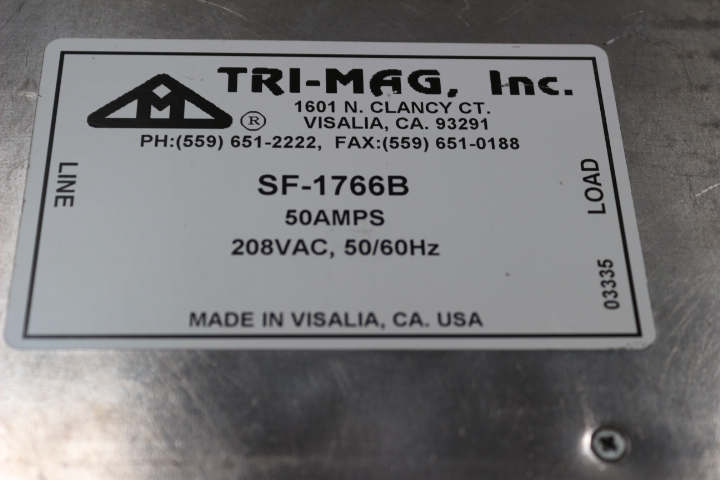 TRI-MAG, Inc.
1601 N. CLANCY CT.
®
VISALIA, CA. 93291
PH:(559) 651-2222, FAX:(559) 651-0188
LINE
SF-1766B
50AMPS
208VAC, 50/60Hz
LOAD
03335
MADE IN VISALIA, CA. USA